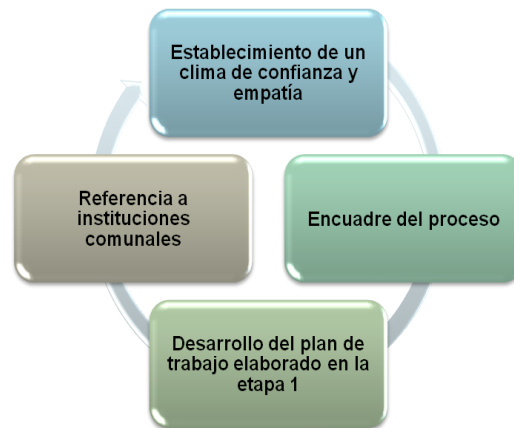 Establecimiento de un
clima de confianza y
empatía
Encuadre del proceso
Desarrollo del plan de
trabajo elaborado en la
etapa 1
Referencia a
instituciones
comunales